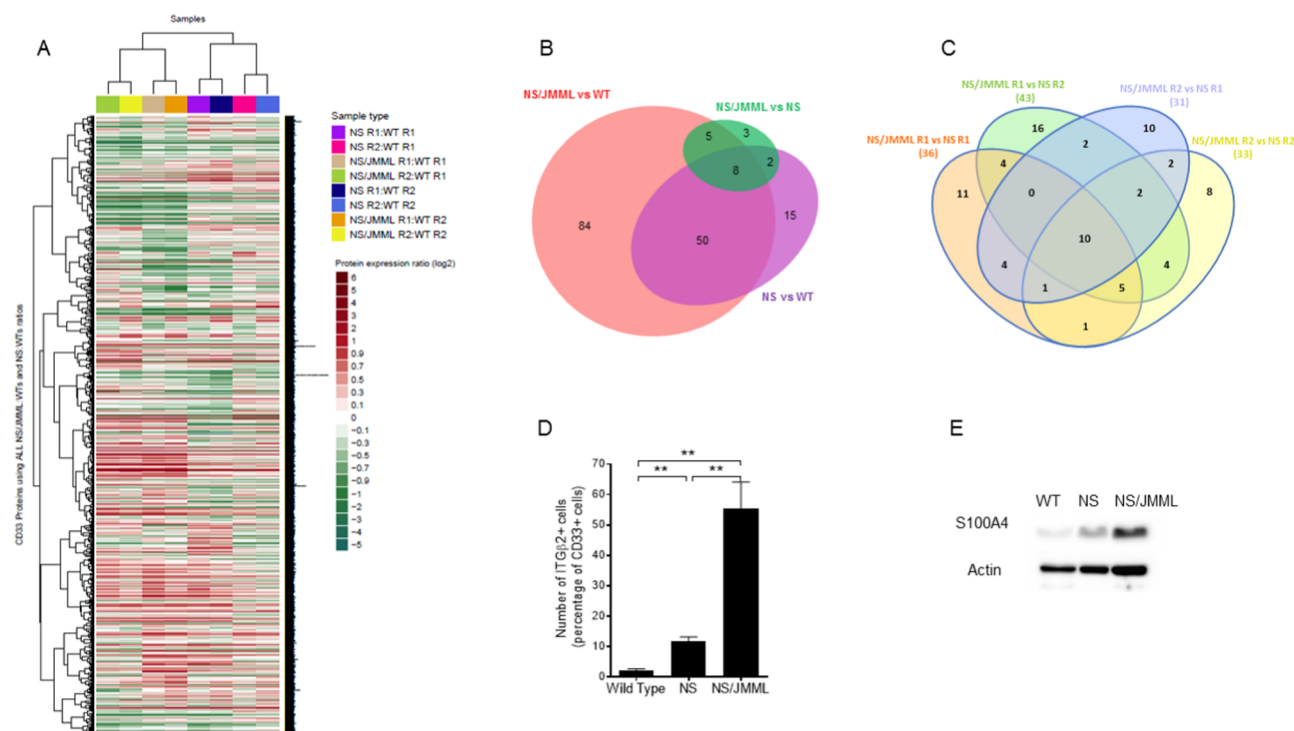 A
Samples
CD33 Proteins using ALL NS/JMML:WTs and NS:WTs ratios
Sample type
NS R1:WT R1
NS R2:WT R1
NS/JMML R1:WT R1
NS/JMML R2:WT R1
NS R1:WT R2
NS R2:WT R2
NS/JMML R1:WT R2
NS/JMML R2:WT R2
Protein expression ratio (log2)
6
5
4
3
2
1
0.9
0.7
0.5
0.3
0.1
0
−0.1
−0.3
−0.5
−0.7
−0.9
−1
−2
−3
−4
−5
B
NS/JMML vs WT
NS/JMML vs NS
5
3
8
2
84
50
15
NS vs WT
C
NS/JMML R1 vs NS R2
(43)
NS/JMML R2 vs NS R1
(31)
NS/JMML R1 vs NS R1
(36)
NS/JMML R2 vs NS R2
(33)
16
10
2
4
2
11
0
2
8
10
4
4
1
5
1
D
Number of ITGβ2+ cells
(percentage of CD33+ cells)
70
60
50
40
30
20
10
0
**
**
**
Wild Type
NS
NS/JMML
E
WT NS NS/JMML
S100A4
Actin